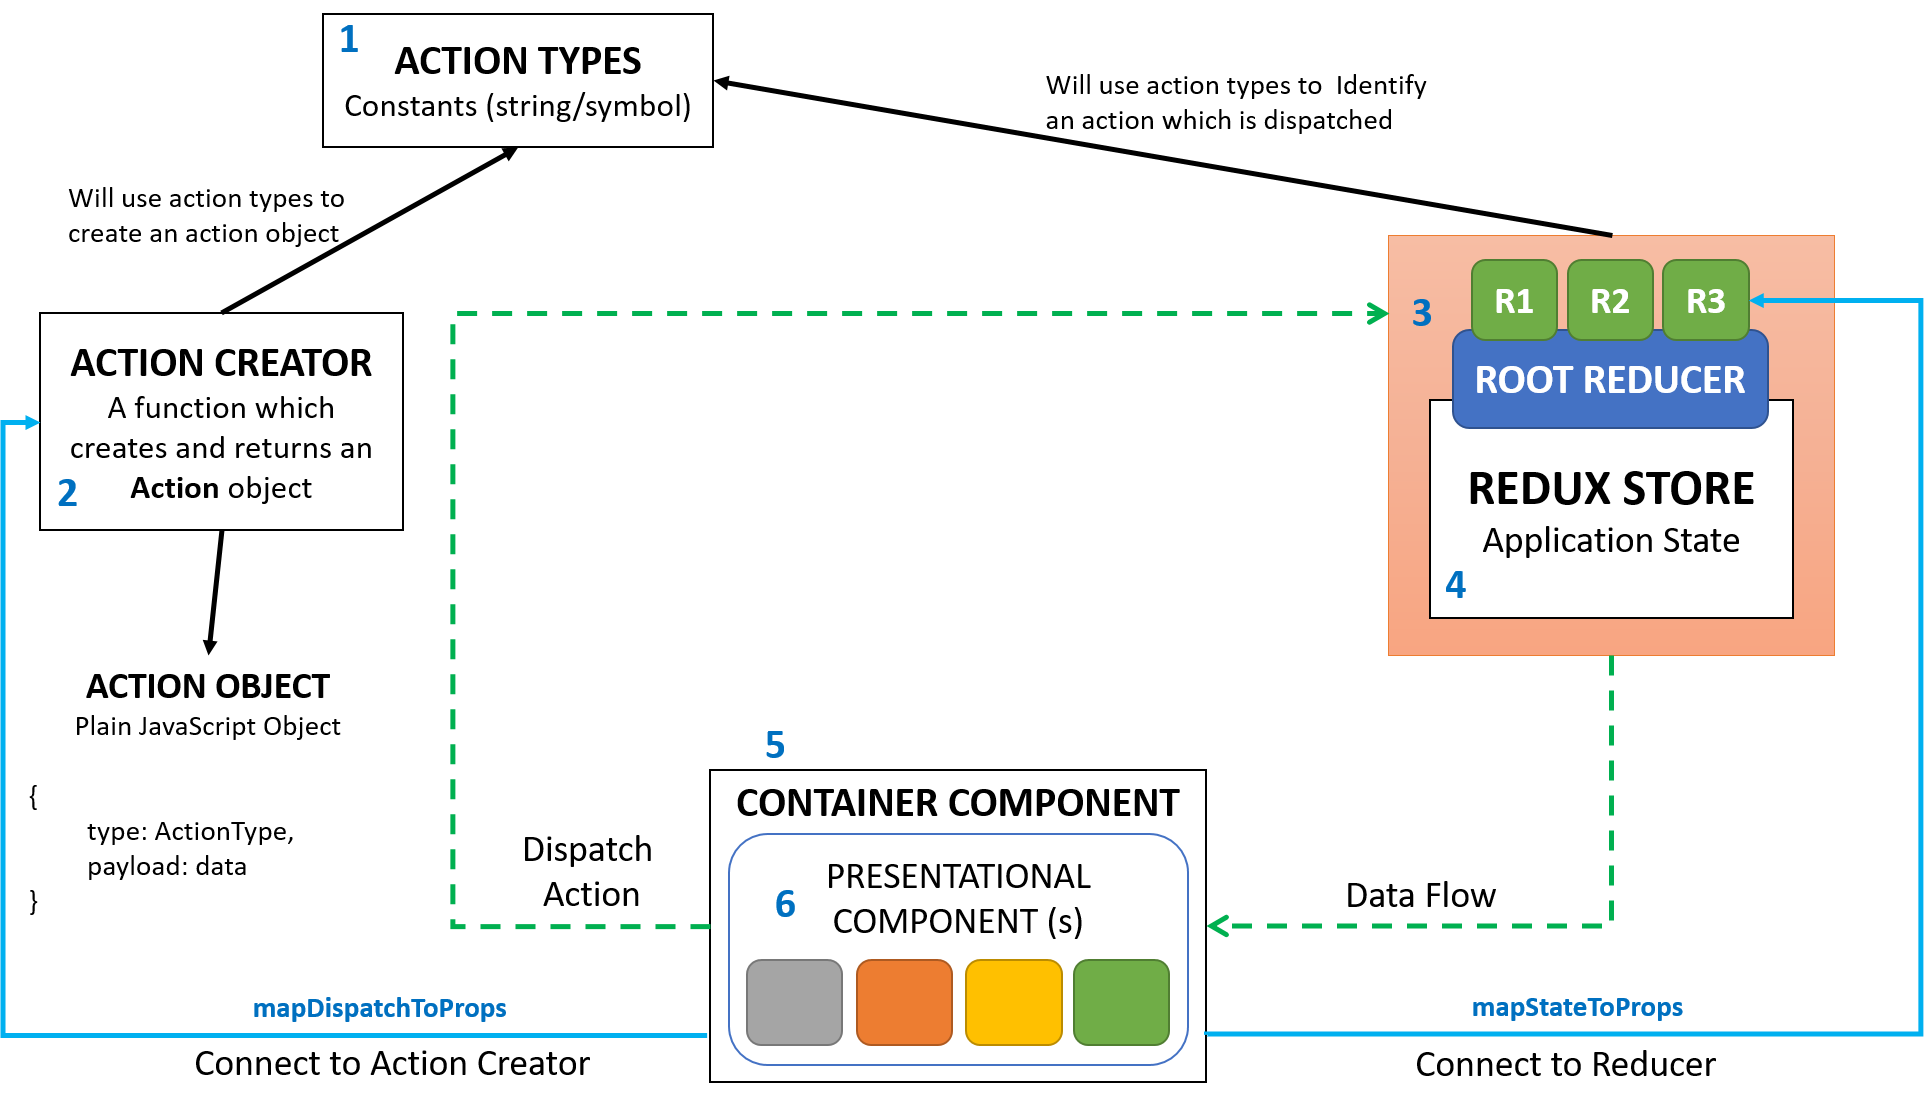 1
ACTION TYPES
Constants (string/symbol)
Will use action types to  Identify
an action which is dispatched
Will use action types to
create an action object
ACTION CREATOR
A function which
creates and returns an
Action object
2
3
R1 R2 R3
ROOT REDUCER
REDUX STORE
Application State
4
ACTION OBJECT
Plain JavaScript Object
{
type: ActionType,
payload: data
}
5
CONTAINER COMPONENT
6
PRESENTATIONAL
COMPONENT (s)
Dispatch
Action
Data Flow
mapDispatchToProps
Connect to Action Creator
mapStateToProps
Connect to Reducer